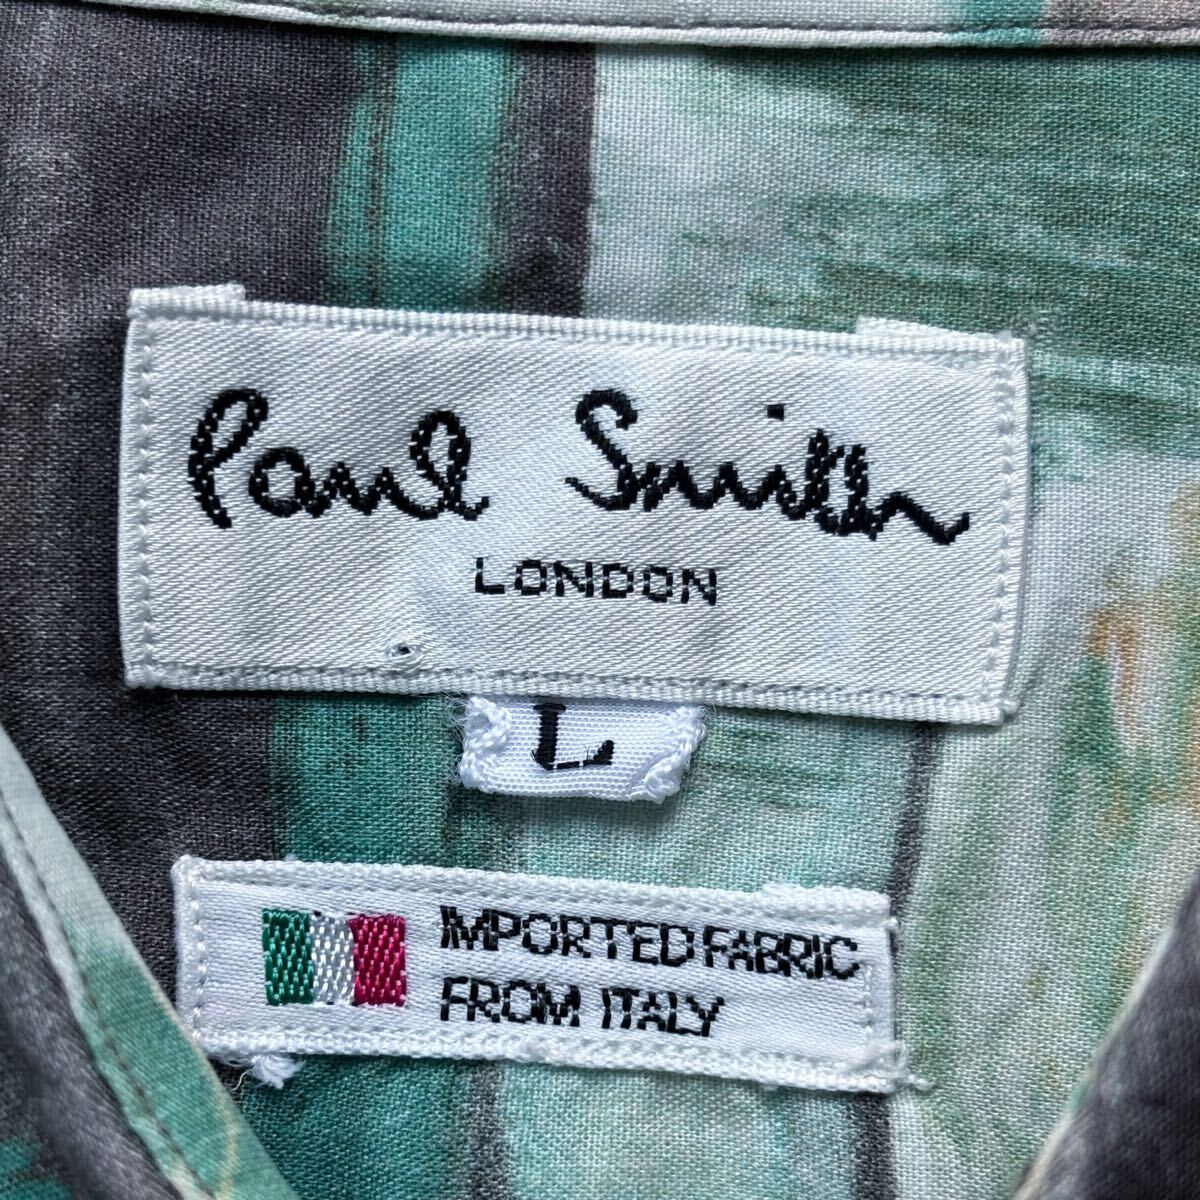 Paul Smith
LONDON
L
IMPORTED FABRIC
FROM ITALY